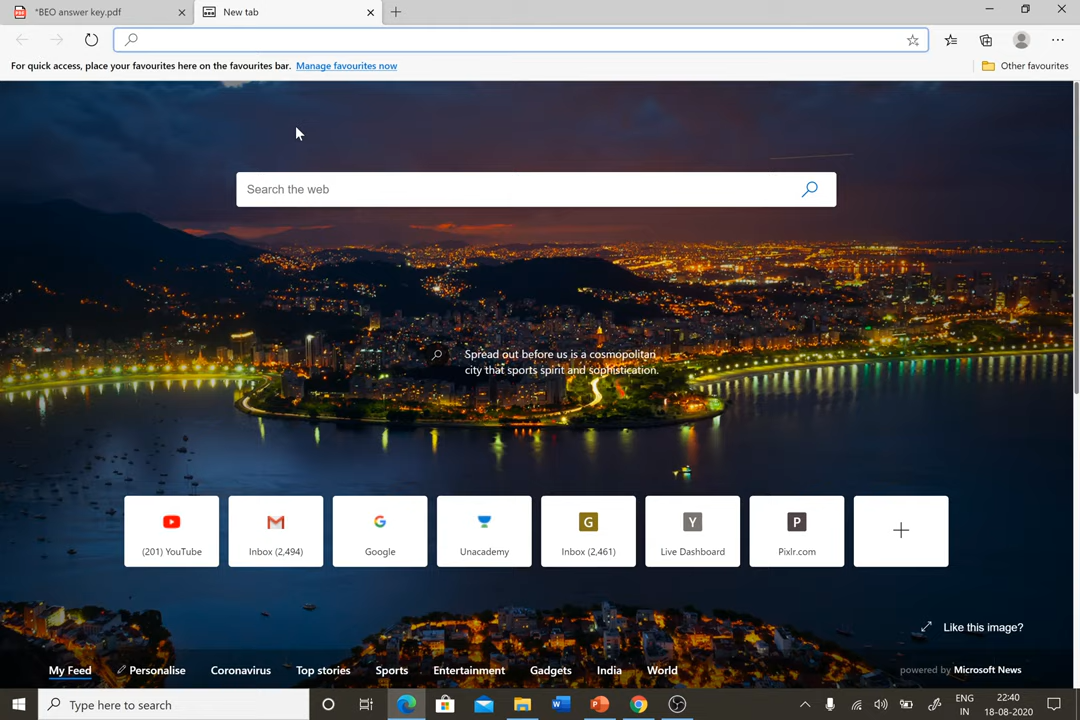 *BEO answer key.pdf
New tab
For quick access, place your favourites here on the favourites bar. Manage favourites now
Other favourites
Search the web
Spread out before us is a cosmopolitan
city that sports spirit and sophistication.
(201) YouTube
Inbox (2,494)
Google
Unacademy
G
Inbox (2,461)
Y
Live Dashboard
P
Pixlr.com
Like this image?
My Feed
Personalise
Coronavirus
Top stories
Sports
Entertainment
Gadgets
India
World
powered by Microsoft News
Type here to search
ENG
IN
22:40
18-08-2020